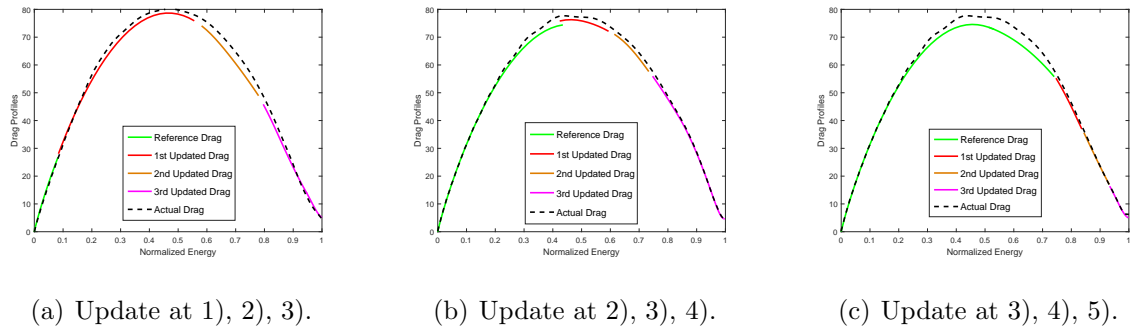 80
70
60
50
40
30
20
10
0
Drag Profiles
Reference Drag
1st Updated Drag
2nd Updated Drag
3rd Updated Drag
Actual Drag
0 0.1 0.2 0.3 0.4 0.5 0.6 0.7 0.8 0.9 1
Normalized Energy
(a) Update at 1), 2), 3).
80
70
60
50
40
30
20
10
0
Drag Profiles
Reference Drag
1st Updated Drag
2nd Updated Drag
3rd Updated Drag
Actual Drag
0 0.1 0.2 0.3 0.4 0.5 0.6 0.7 0.8 0.9 1
Normalized Energy
(b) Update at 2), 3), 4).
80
70
60
50
40
30
20
10
0
Drag Profiles
Reference Drag
1st Updated Drag
2nd Updated Drag
3rd Updated Drag
Actual Drag
0 0.1 0.2 0.3 0.4 0.5 0.6 0.7 0.8 0.9 1
Normalized Energy
(c) Update at 3), 4), 5).